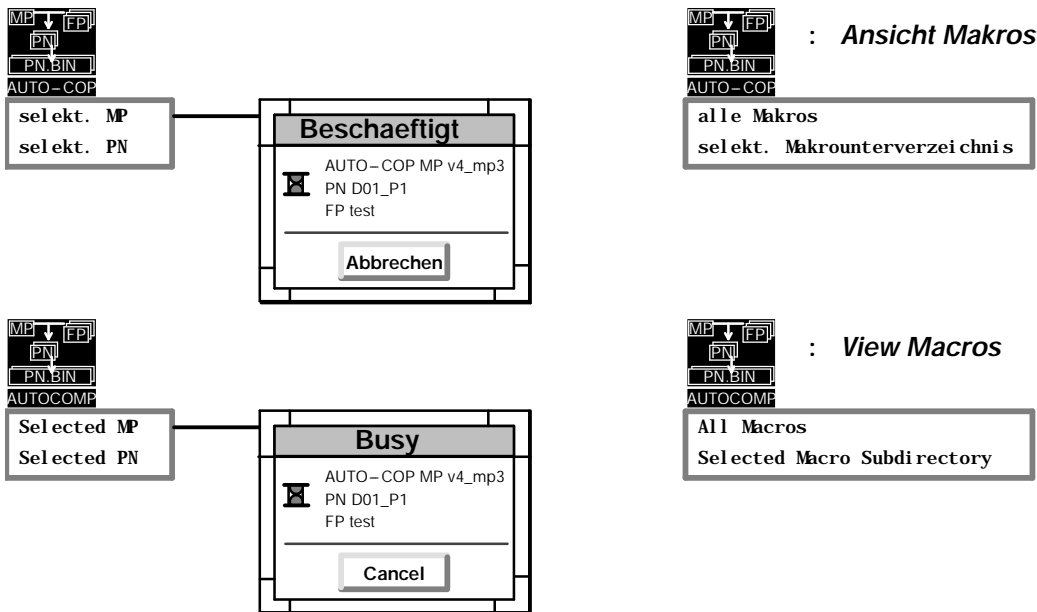 MP FP
PN
PN.BIN
AUTO–COP
selekt. MP
selekt. PN
Beschaeftigt
AUTO–COP MP v4_mp3
PN D01_P1
FP test
Abbrechen
MP FP
PN
PN.BIN
AUTO–COP
: Ansicht Makros
alle Makros
selekt. Makrounterverzeichnis
MP FP
PN
PN.BIN
AUTOCOMP
Selected MP
Selected PN
Busy
AUTO–COP MP v4_mp3
PN D01_P1
FP test
Cancel
MP FP
PN
PN.BIN
AUTOCOMP
: View Macros
All Macros
Selected Macro Subdirectory